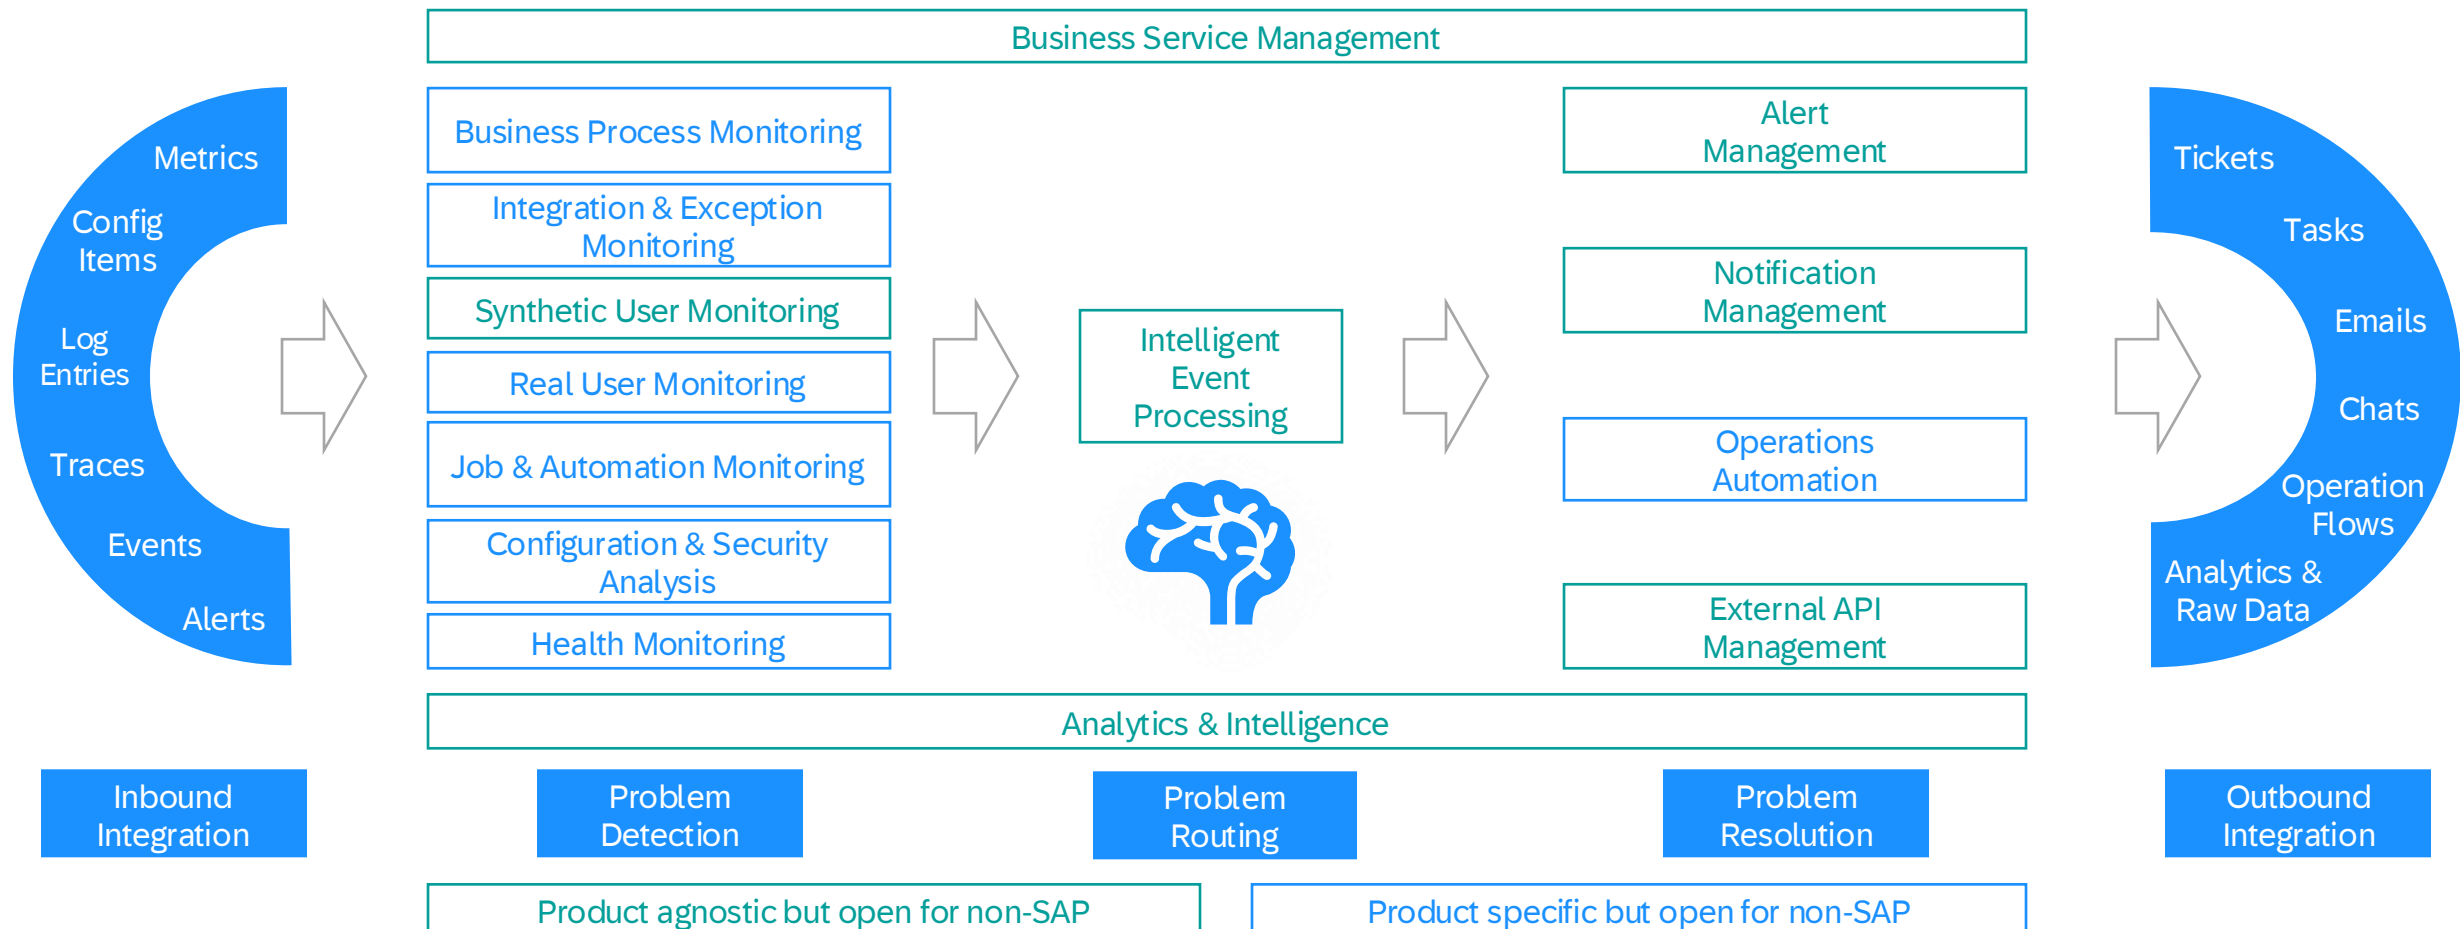 Business Service Management
Metrics
Config
Items
Log
Entries
Traces
Events
Alerts
Business Process Monitoring
Integration & Exception
Monitoring
Synthetic User Monitoring
Real User Monitoring
Job & Automation Monitoring
Configuration & Security
Analysis
Health Monitoring
Intelligent
Event
Processing
Alert
Management
Notification
Management
Operations
Automation
External API
Management
Tickets
Tasks
Emails
Chats
Operation
Flows
Analytics &
Raw Data
Analytics & Intelligence
Inbound
Integration
Problem
Detection
Problem
Routing
Problem
Resolution
Outbound
Integration
Product agnostic but open for non-SAP
Product specific but open for non-SAP